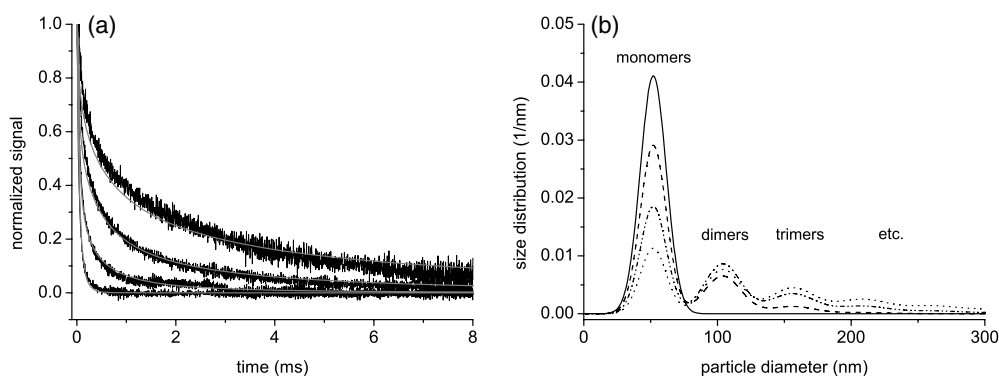 (a)
normalized signal
1.0
0.8
0.6
0.4
0.2
0.0
0
2
4
6
8
time (ms)
(b)
size distribution (1/nm)
0.05
0.04
0.03
0.02
0.01
0.00
monomers
dimers
trimers
etc.
0
100
200
300
particle diameter (nm)